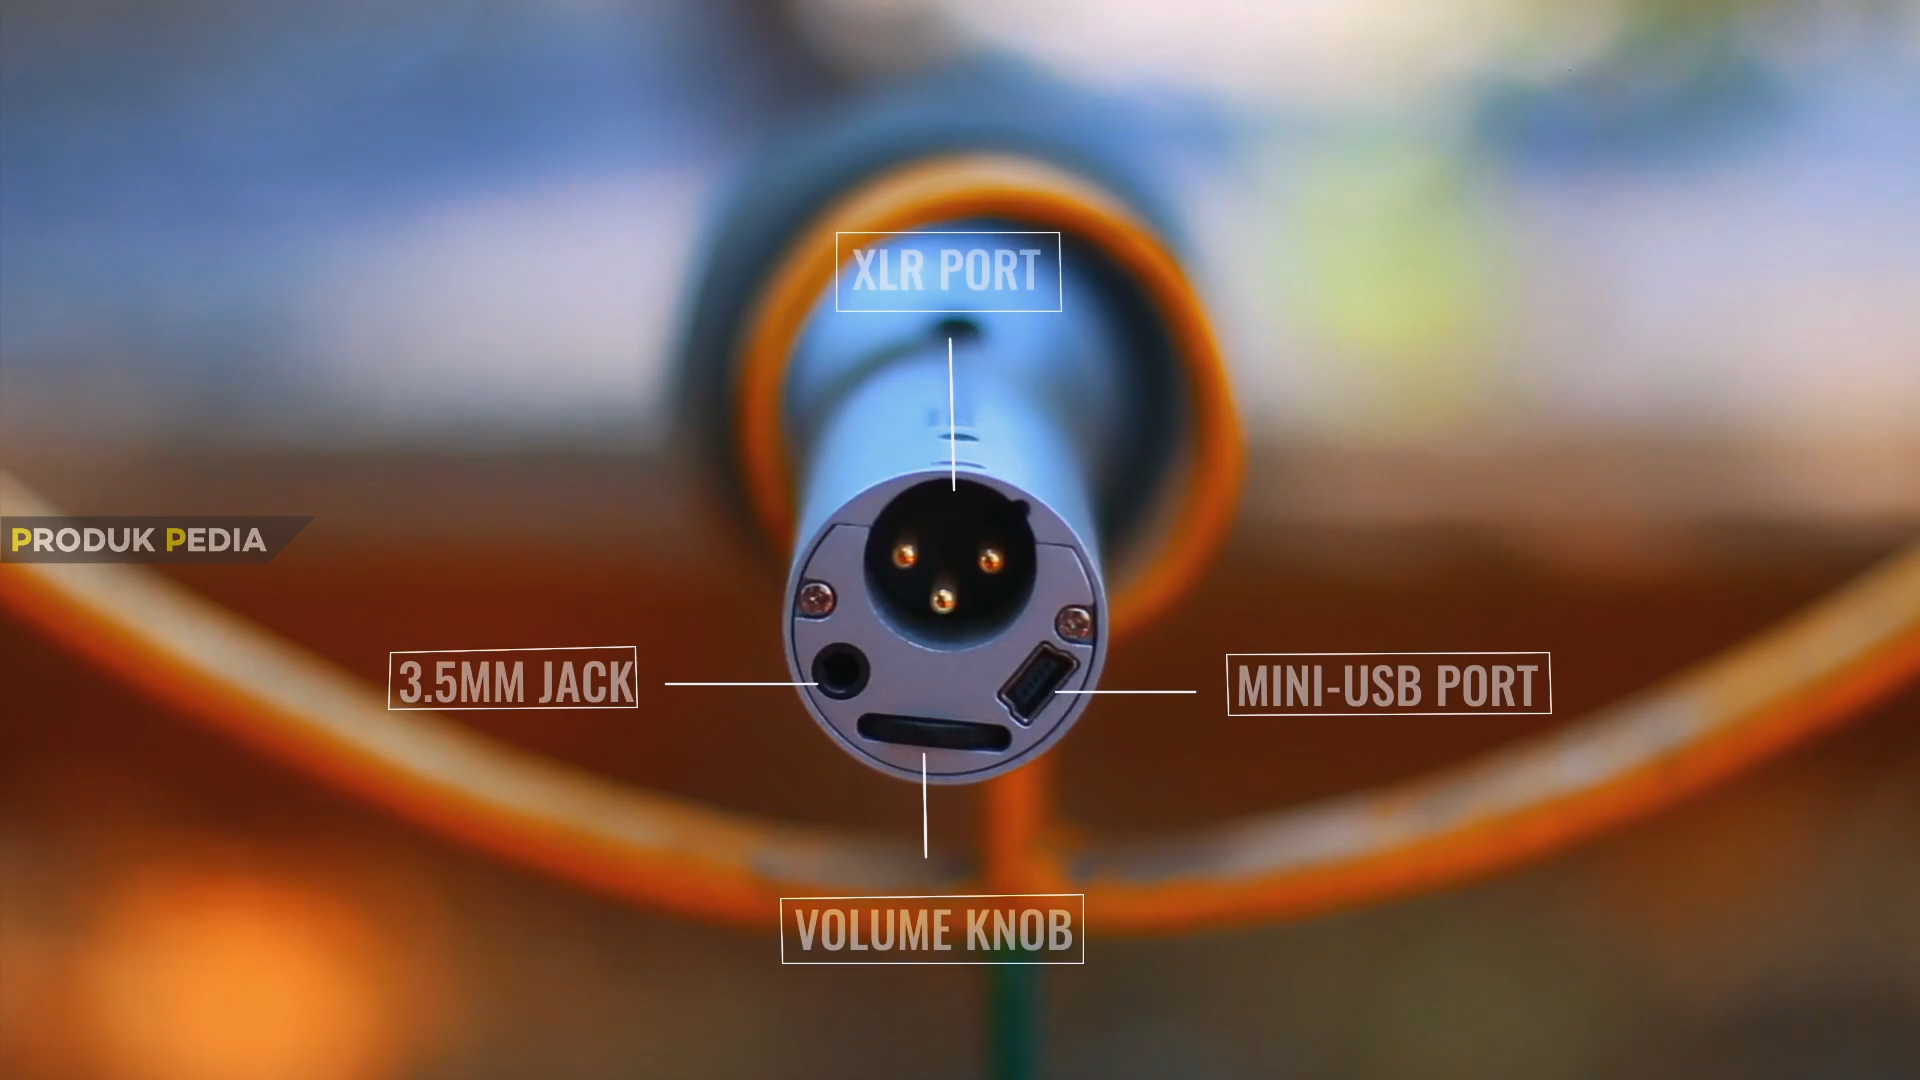 XLR PORT
PRODUK PEDIA
3.5MM JACK
MINI-USB PORT
VOLUME KNOB